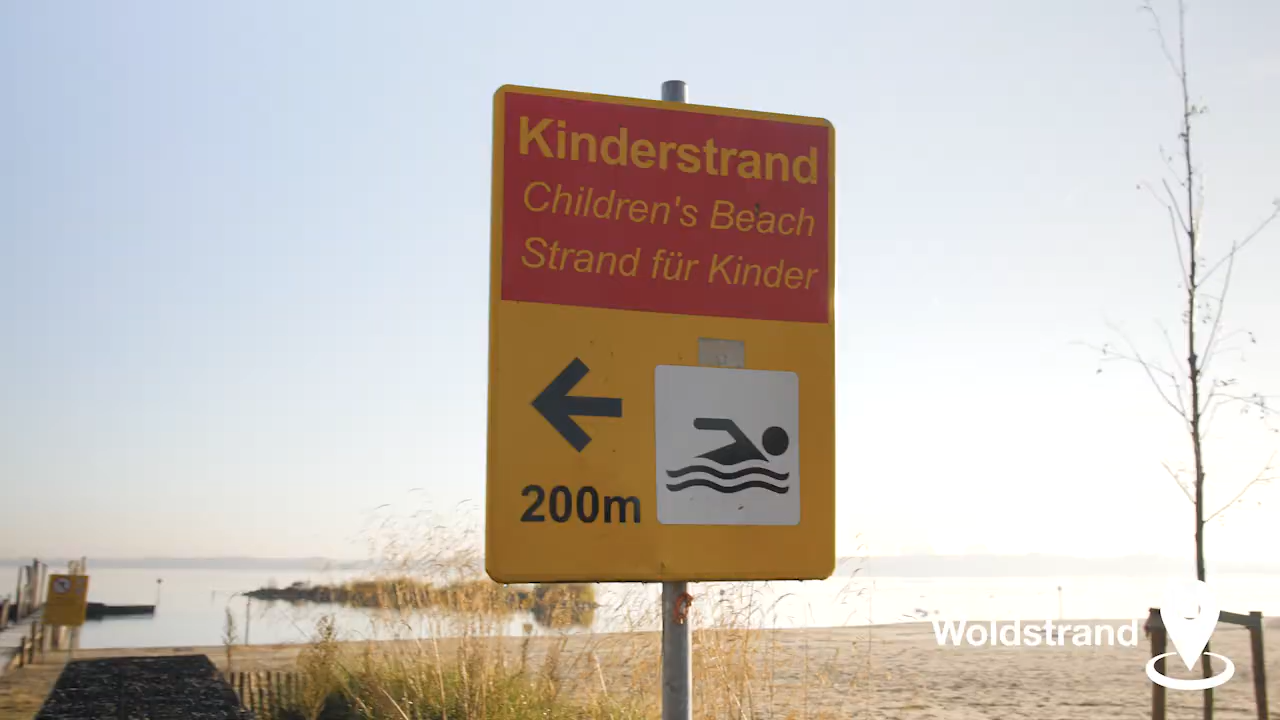 Kinderstrand
Children's Beach
Strand für Kinder
200m
Woldstrand